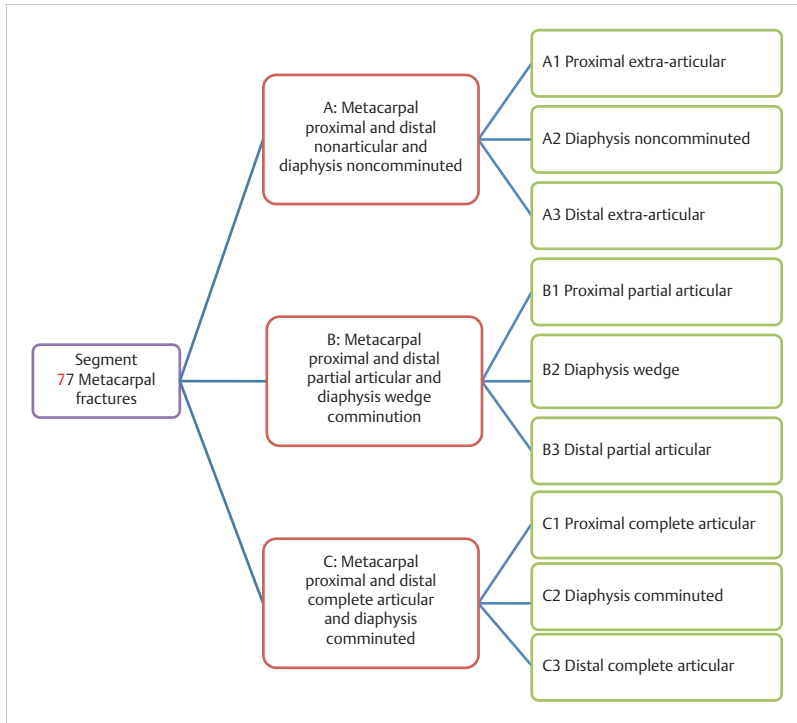 Segment
77 Metacarpal
fractures
A: Metacarpal
proximal and distal
nonarticular and
diaphysis noncomminuted
A1 Proximal extra-articular
A2 Diaphysis noncomminuted
A3 Distal extra-articular
B: Metacarpal
proximal and distal
partial articular and
diaphysis wedge
comminution
B1 Proximal partial articular
B2 Diaphysis wedge
B3 Distal partial articular
C: Metacarpal
proximal and distal
complete articular
and diaphysis
comminuted
C1 Proximal complete articular
C2 Diaphysis comminuted
C3 Distal complete articular